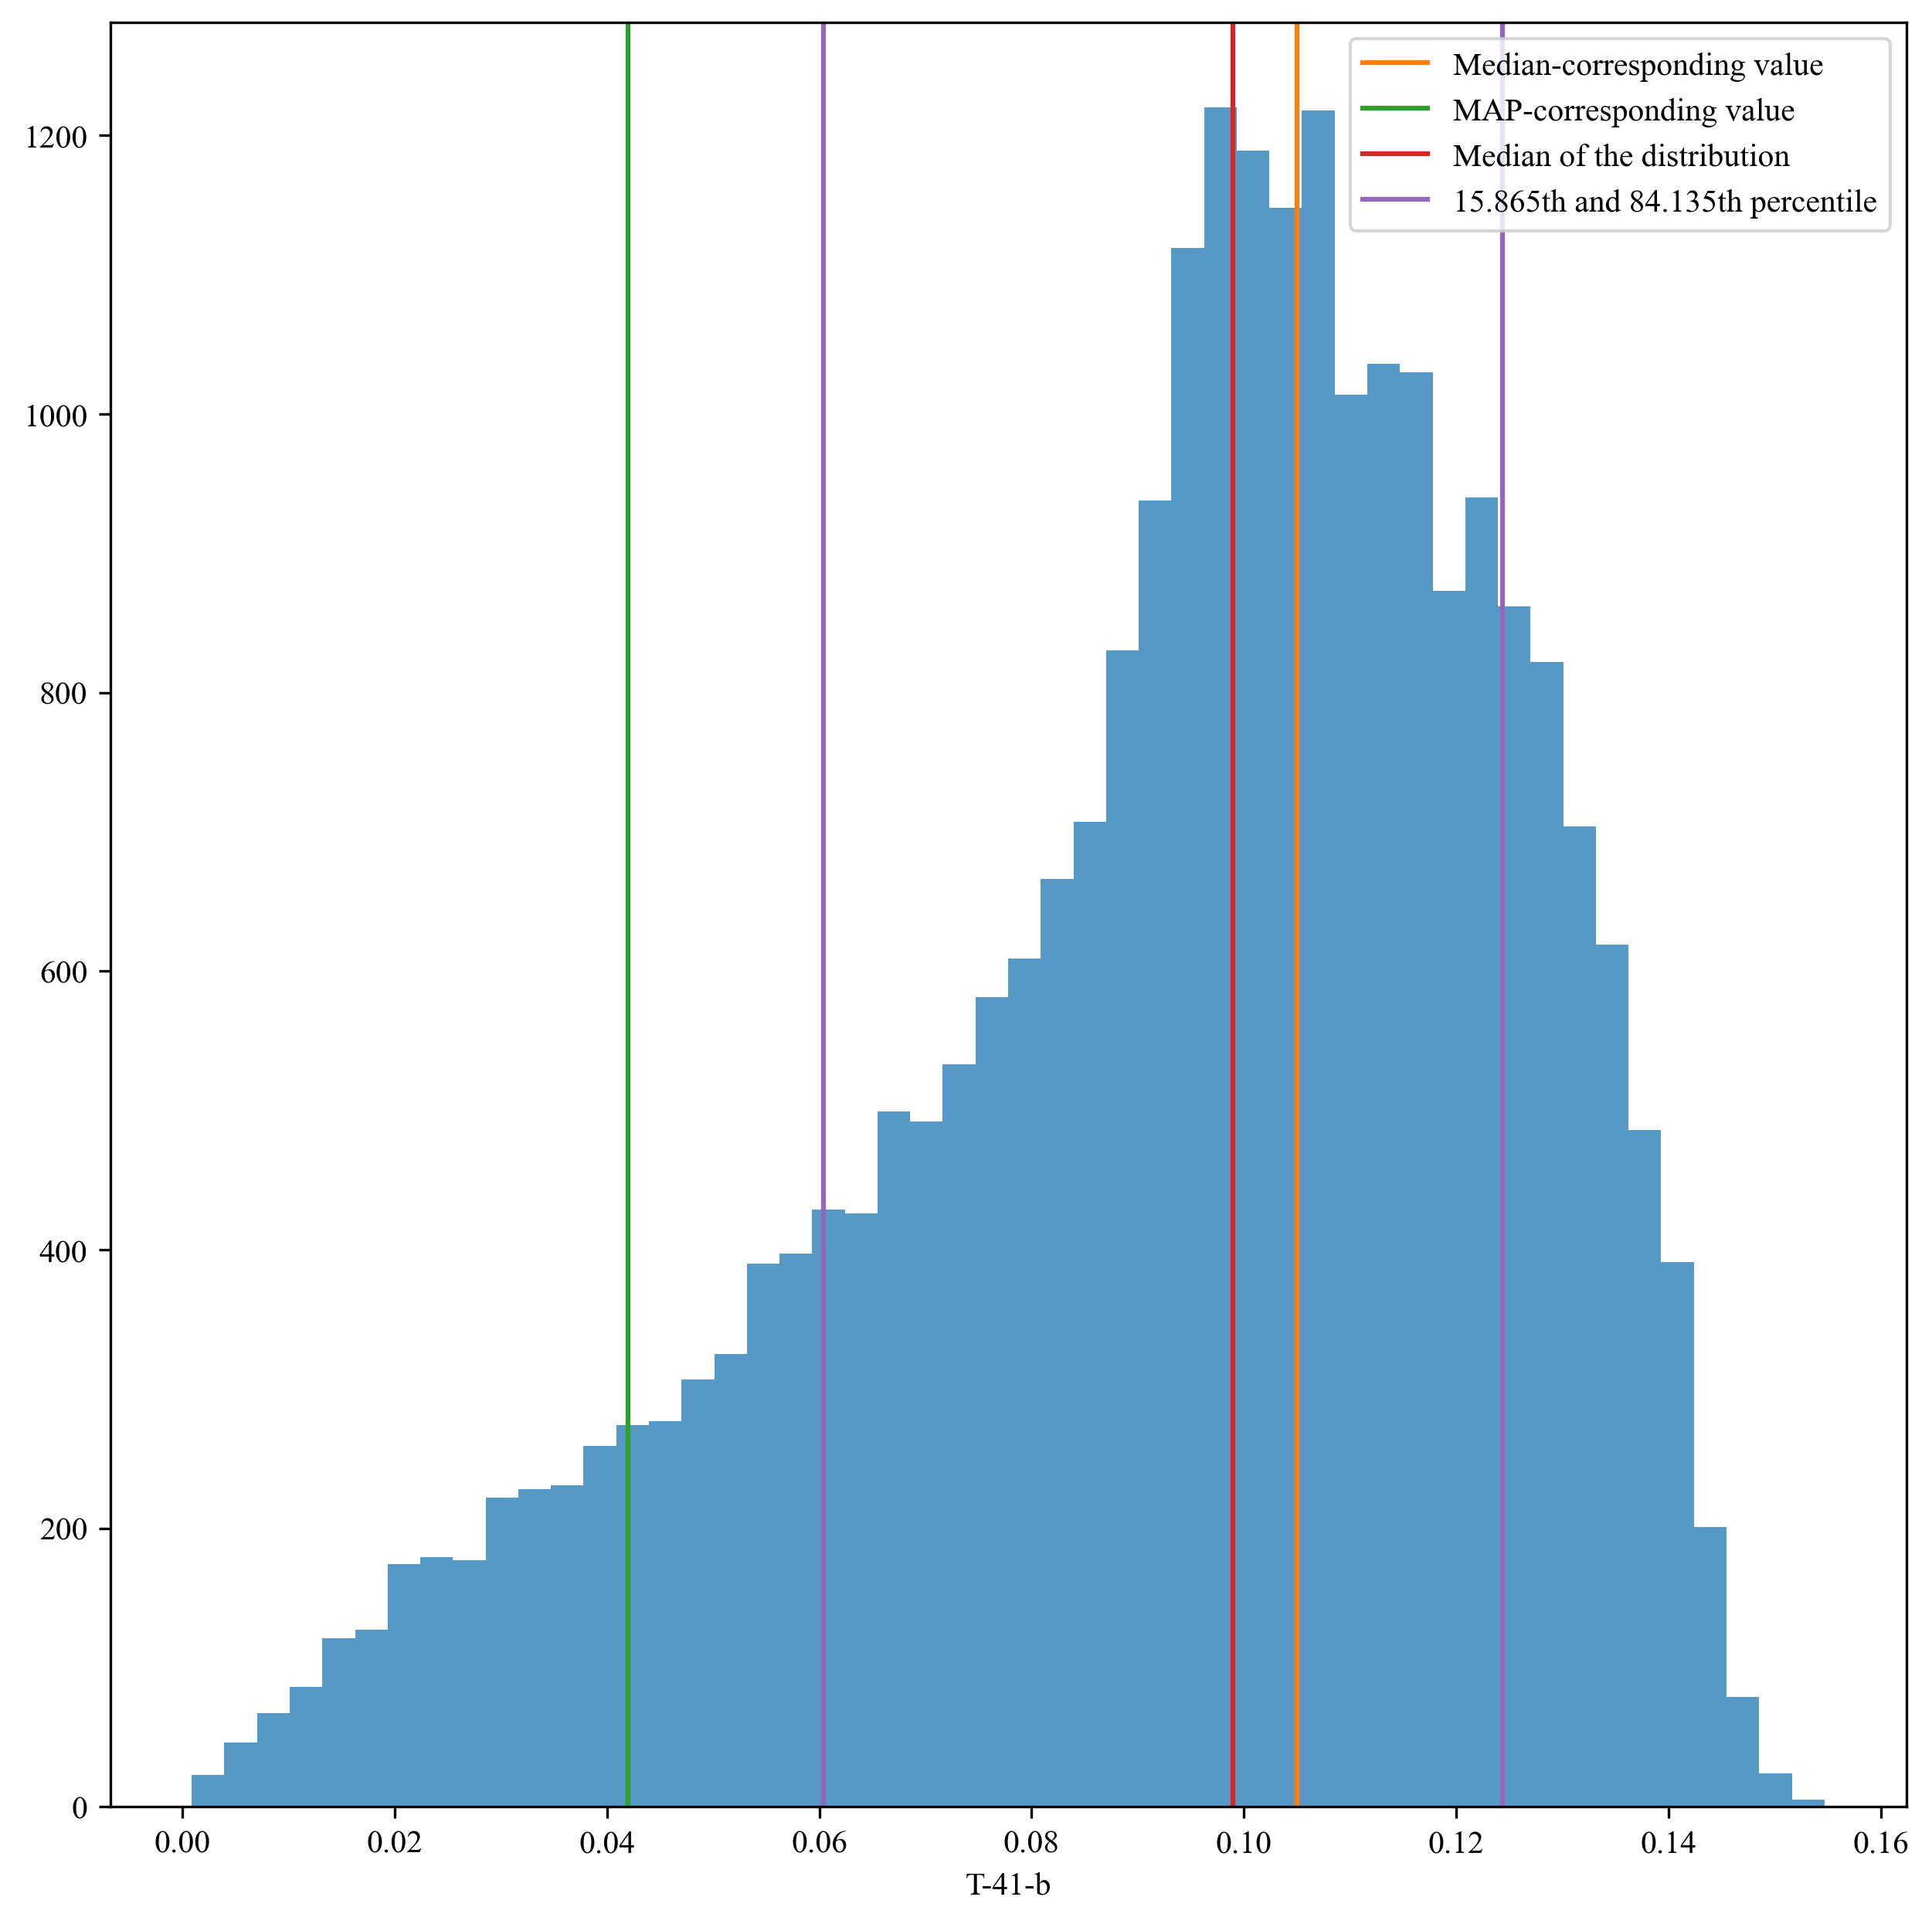 Median-corresponding value
MAP-corresponding value
Median of the distribution
15.865th and 84.135th percentile
1200
1000
800
600
400
200
0
0.00 0.02 0.04 0.06 0.08 0.10 0.12 0.14 0.16
T-41-b